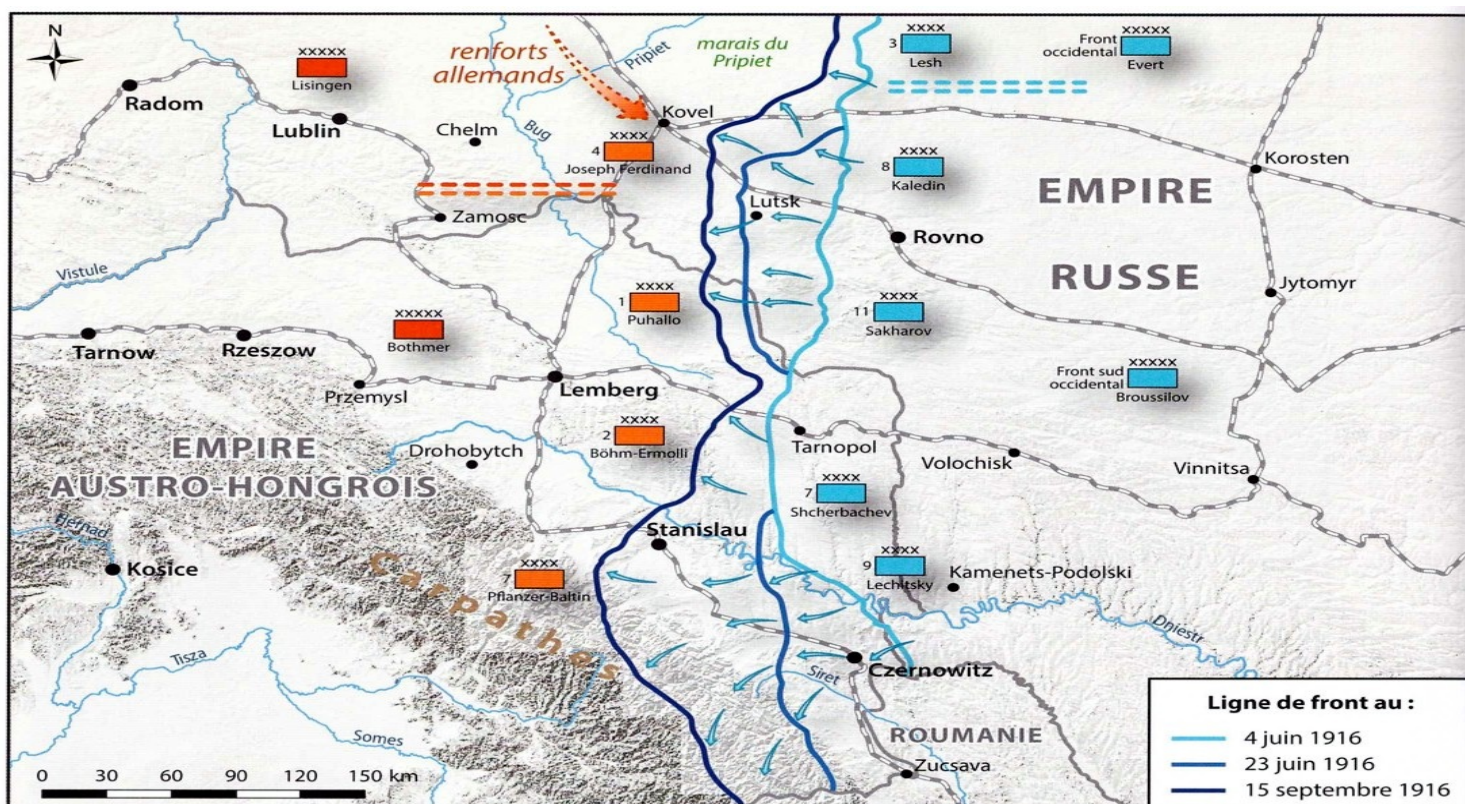 N
XXXXX
Lisingen
Radom
Lublin
Chelm
renforts
allemands
Pripiet
marais du
Pripiet
XXXX
3
Lesh
Front
occidental
XXXXX
Evert
Kovel
Bug
XXXX
4
Joseph Ferdinand
XXXX
8
Kaledin
Korosten
EMPIRE
RUSSE
Zamosc
Lutsk
Rovno
Vistule
Jytomyr
XXXX
1
Puhallo
XXXX
11
Sakharov
XXXXX
Bothmer
Tarnow
Rzeszow
Przemysl
Lemberg
Front sud
occidental
XXXXX
Broussilov
EMPIRE
AUSTRO-HONGROIS
Drohobytch
XXXX
2
Böhm-Ermolli
Tarnopol
Volochisk
Vinnitsa
XXXX
7
Shcherbachev
Hernad
Kosice
Stanislau
Carpathes
XXXX
7
Pflanzer-Baltin
XXXX
9
Lechitsky
Kamenets-Podolski
Dniestr
Tisza
Czernowitz
Siret
Somes
ROUMANIE
Zucsava
0 30 60 90 120 150 km
Ligne de front au :
4 juin 1916
23 juin 1916
15 septembre 1916